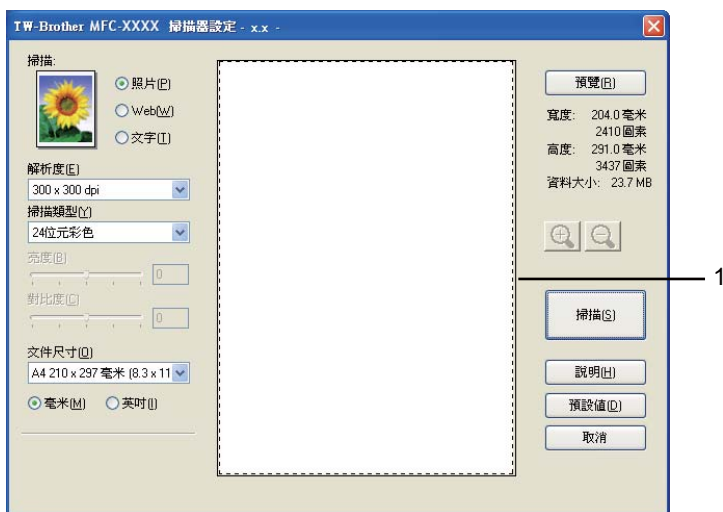 TW-Brother MFC-XXXX 掃描器設定 - x.x -
掃描:
照片(P)
Web(W)
文字(T)
解析度(E)
300 x 300 dpi
掃描類型(Y)
24位元彩色
亮度(B)
0
對比度(C)
0
文件尺寸(O)
A4 210 x 297 毫米 (8.3 x 11
毫米(M) 英吋(I)
預覽(R)
寬度: 204.0 毫米
2410 圖素
高度: 291.0 毫米
3437 圖素
資料大小: 23.7 MB
1
掃描(S)
說明(H)
預設值(D)
取消